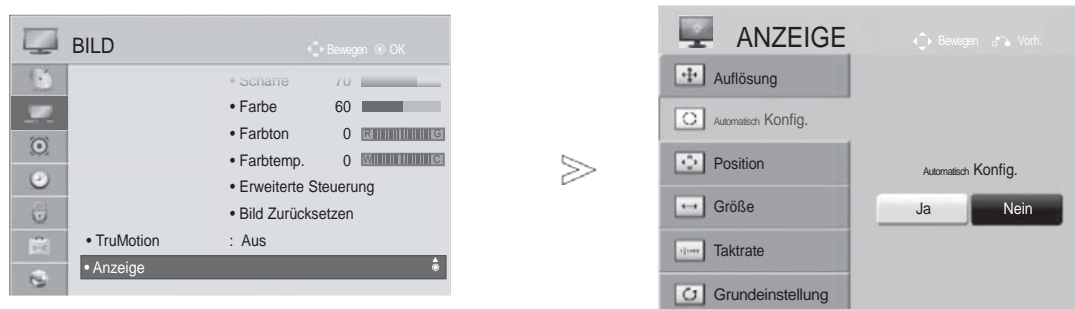 BILD
Bewegen OK
• Schärfe 70
• Farbe 60
• Farbton 0 R G
• Farbtemp. 0 W C
• Erweiterte Steuerung
• Bild Zurücksetzen
• TruMotion : Aus
• Anzeige
ANZEIGE
Bewegen Vorh.
Auflösung
Automatisch Konfig.
Position
Größe
Taktrate
Grundeinstellung
Automatisch Konfig.
Ja Nein